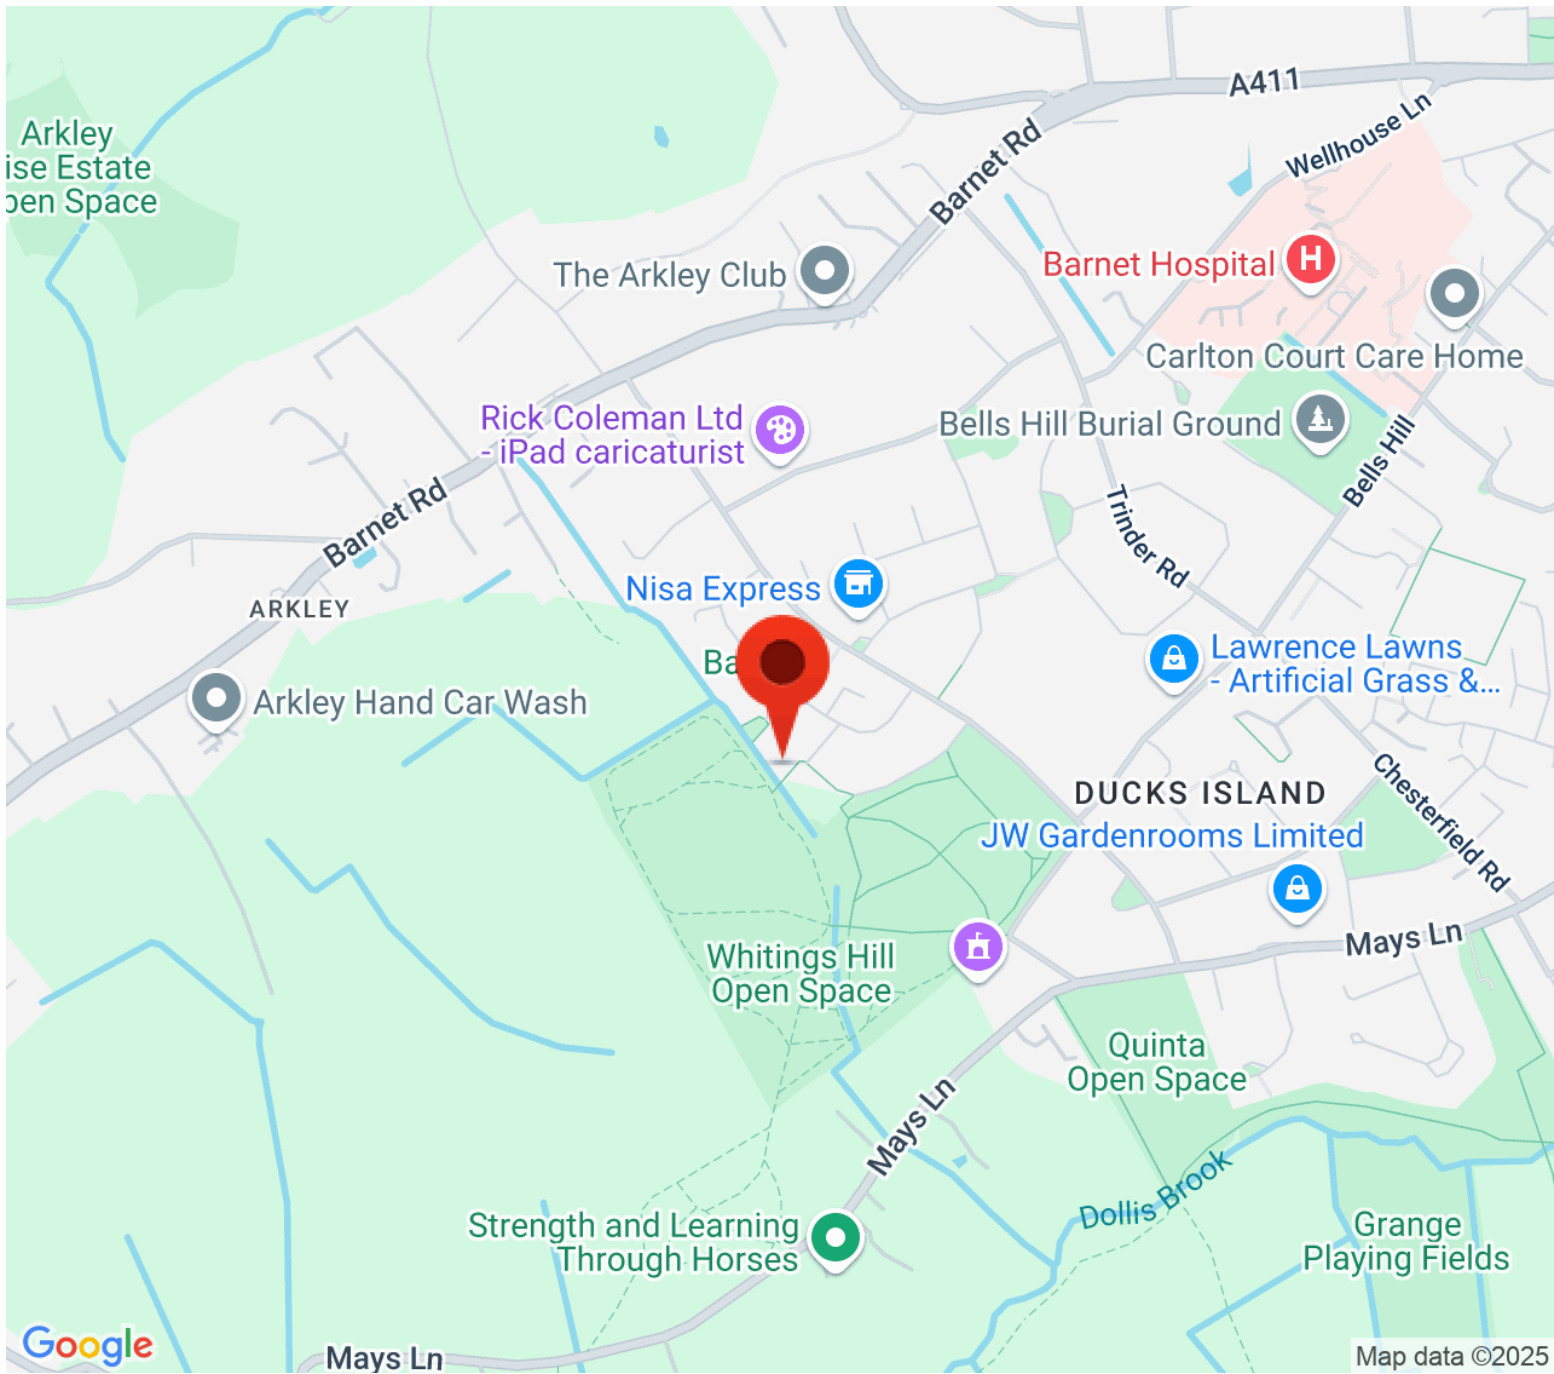 A411
Wellhouse Ln
Arkley
ise Estate
pen Space
Barnet Rd
Barnet Hospital
H
The Arkley Club
Carlton Court Care Home
Rick Coleman Ltd
- iPad caricaturist
Bells Hill Burial Ground
Bells Hill
Barnet Rd
Trinder Rd
Nisa Express
ARKLEY
Ba
Lawrence Lawns
- Artificial Grass &...
Arkley Hand Car Wash
DUCKS ISLAND
Chesterfield Rd
JW Gardenrooms Limited
Mays Ln
Whitings Hill
Open Space
Quinta
Open Space
Mays Ln
Dollis Brook
Strength and Learning
Through Horses
Grange
Playing Fields
Google
Mays Ln
Map data ©2025